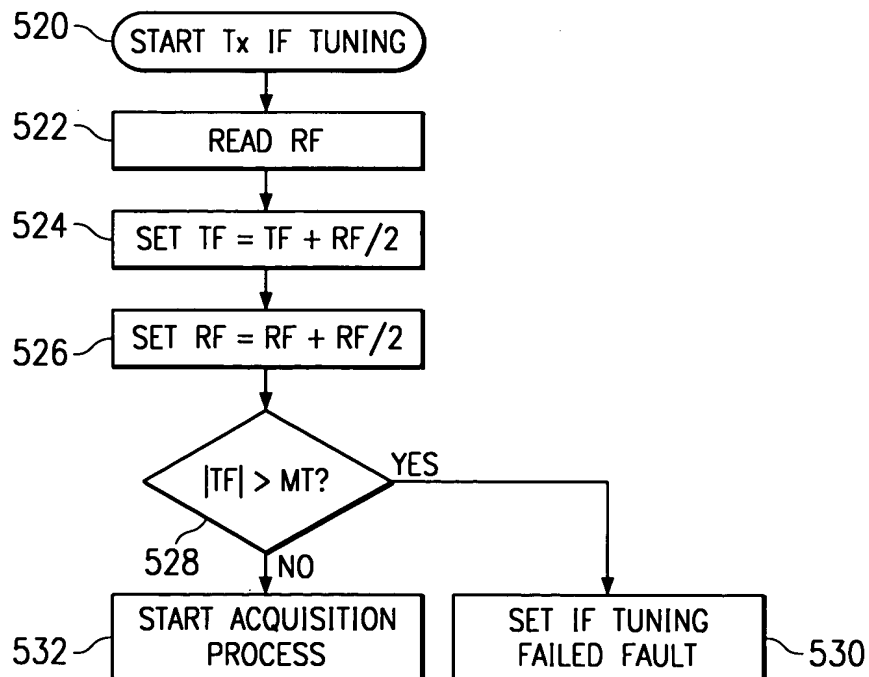 520
START Tx IF TUNING
522
READ RF
524
SET TF = TF + RF/2
526
SET RF = RF + RF/2
|TF| > MT?
YES
528
NO
532
START ACQUISITION
PROCESS
SET IF TUNING
FAILED FAULT
530